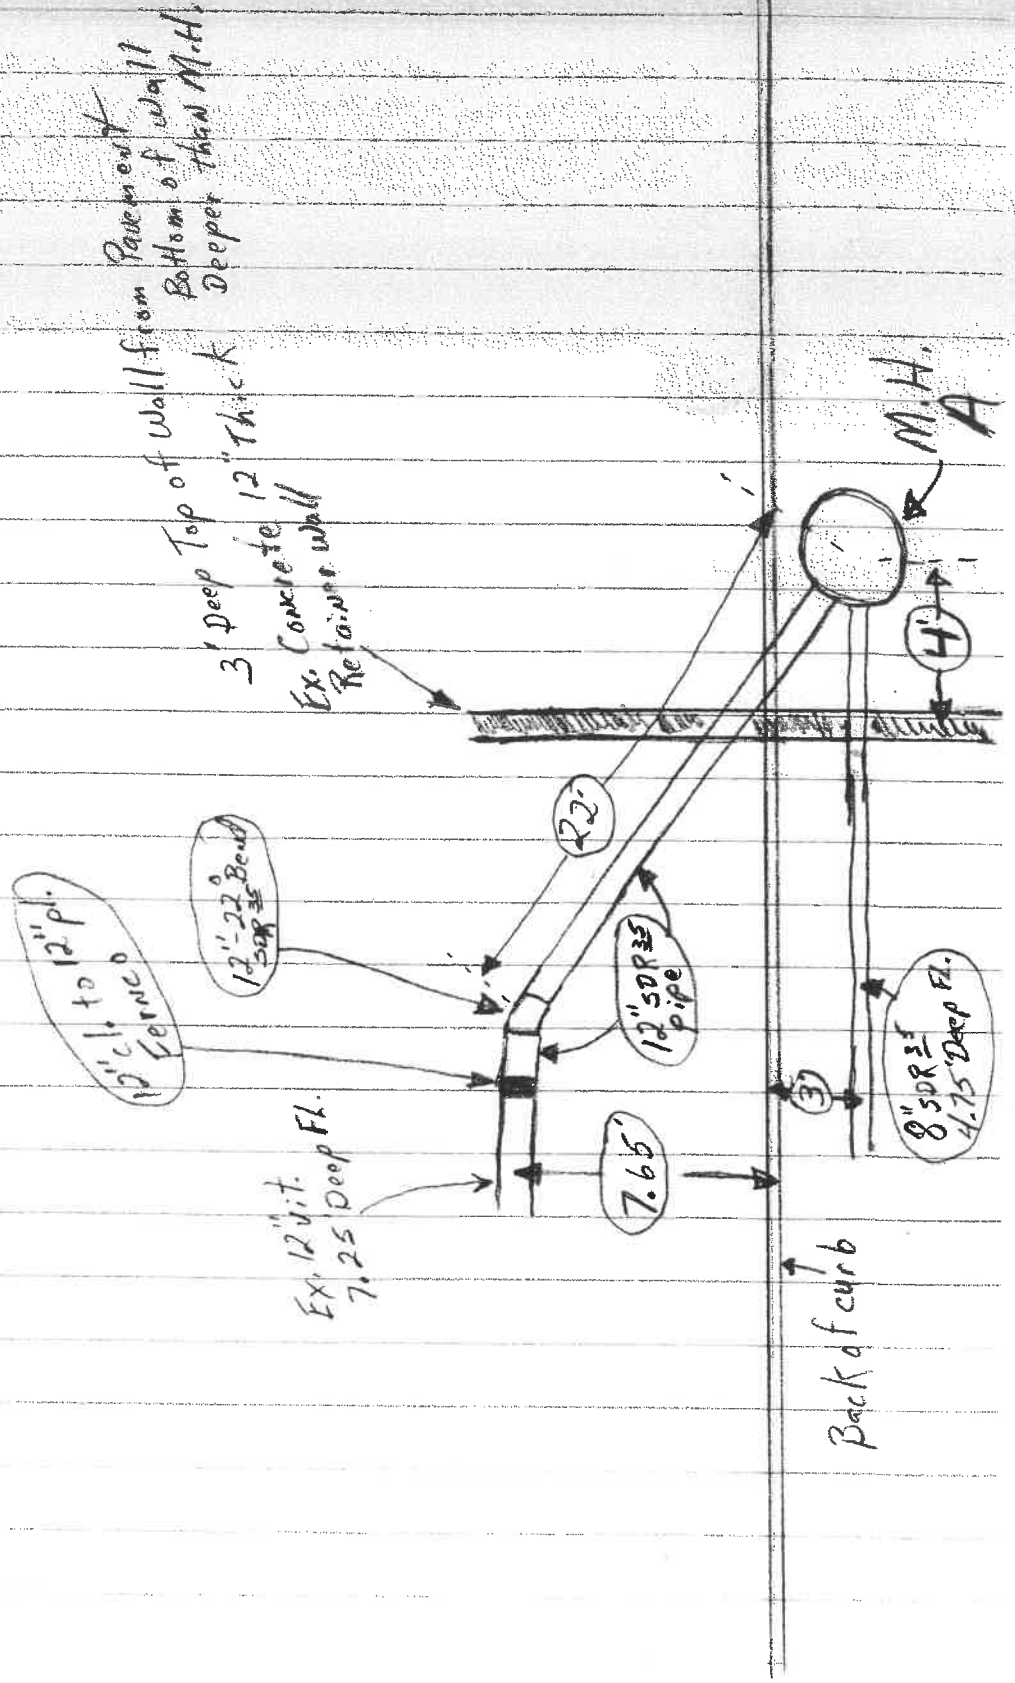 3' Deep Top of Wall from Pavement
12" Thick Bottom of Wall
Deeper than M.H.
Ex. Concrete
Retainer Wall
12" cl. to 12" pl.
FERNCO
12"-22° Bend
SDR 35
22'
12" SDR 35
pipe
M.H.
A
4'
Ex. 12" Vit.
7.25' Deep FL.
7.65'
3'
8" SDR 35
4.75' Deep FL.
Back of curb